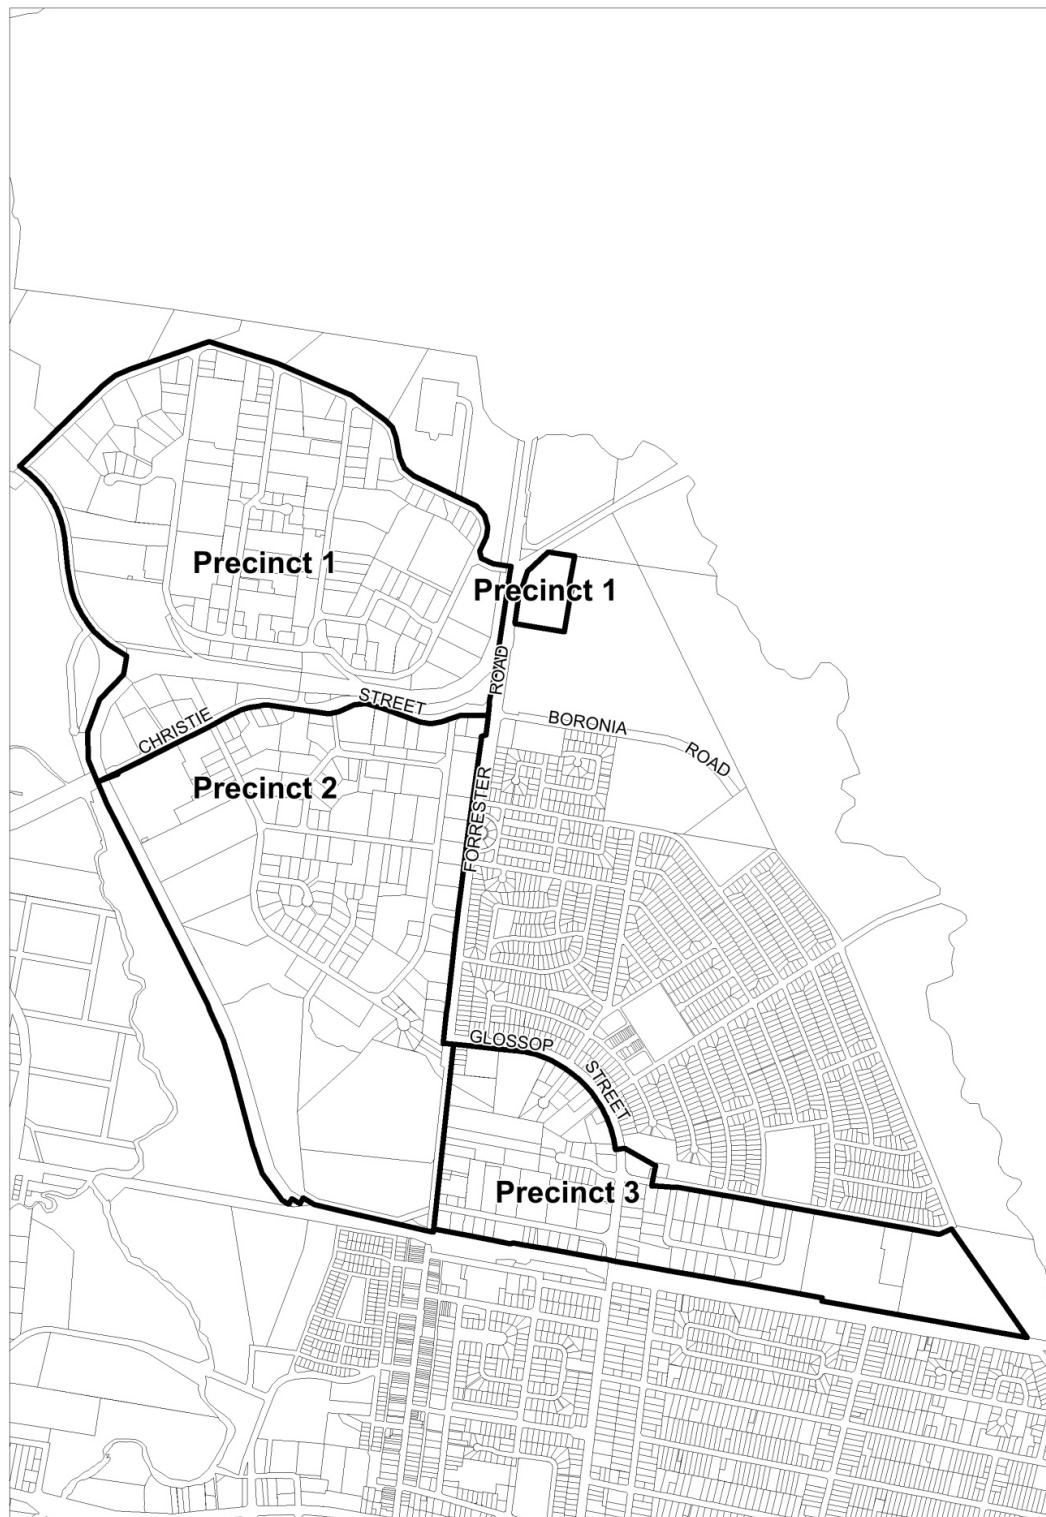 Precinct 1
Precinct 1
ROAD
STREET
CHRISTIE
BORONIA
ROAD
Precinct 2
FORRESTER
GLOSSOP
STREET
Precinct 3